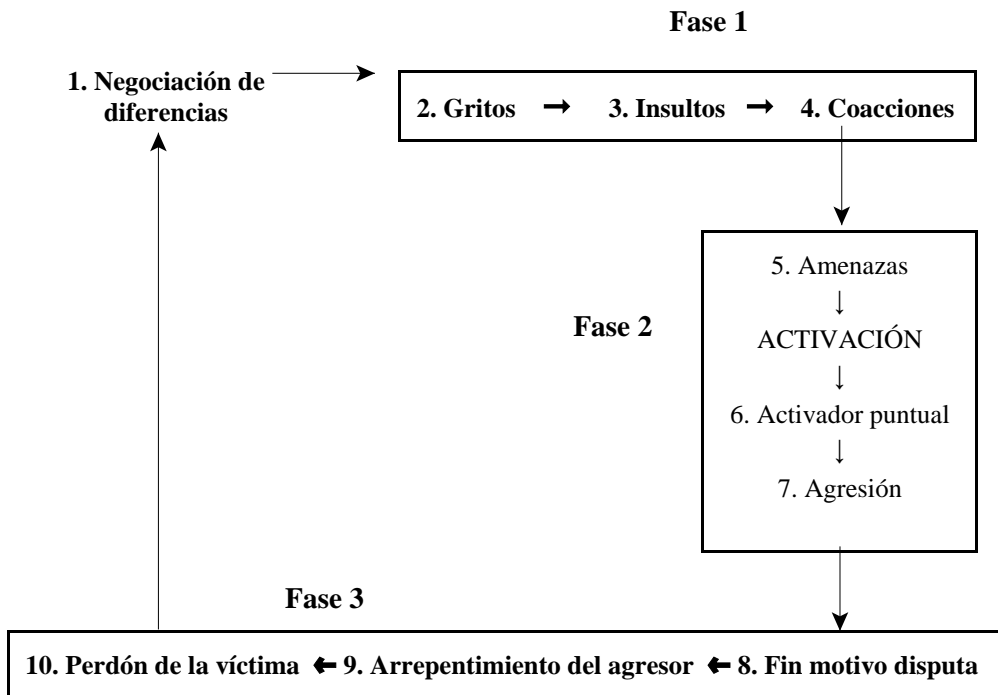 Fase 1
1. Negociación de
diferencias
2. Gritos → 3. Insultos → 4. Coacciones
5. Amenazas
↓
ACTIVACIÓN
↓
6. Activador puntual
↓
7. Agresión
Fase 2
Fase 3
10. Perdón de la víctima ← 9. Arrepentimiento del agresor ← 8. Fin motivo disputa